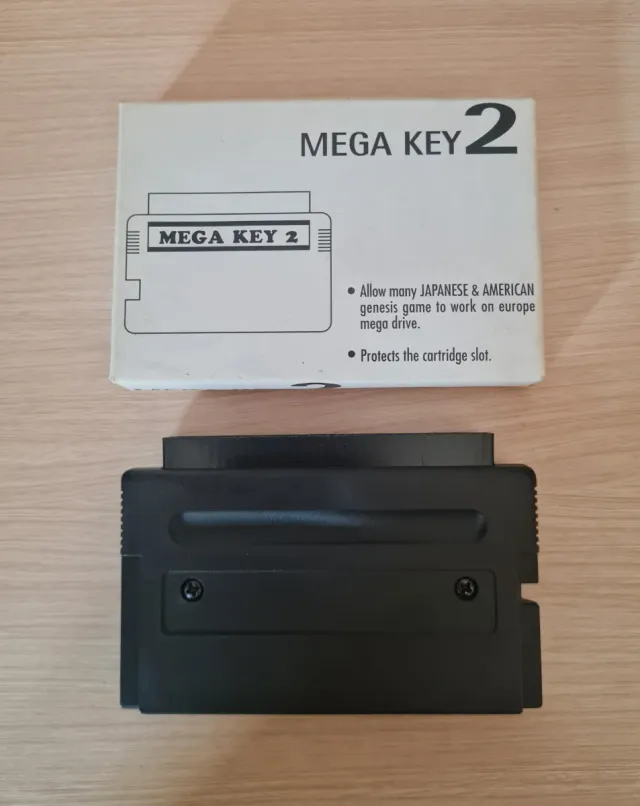 MEGA KEY 2
MEGA KEY 2
• Allow many JAPANESE & AMERICAN
genesis game to work on europe
mega drive.
• Protects the cartridge slot.